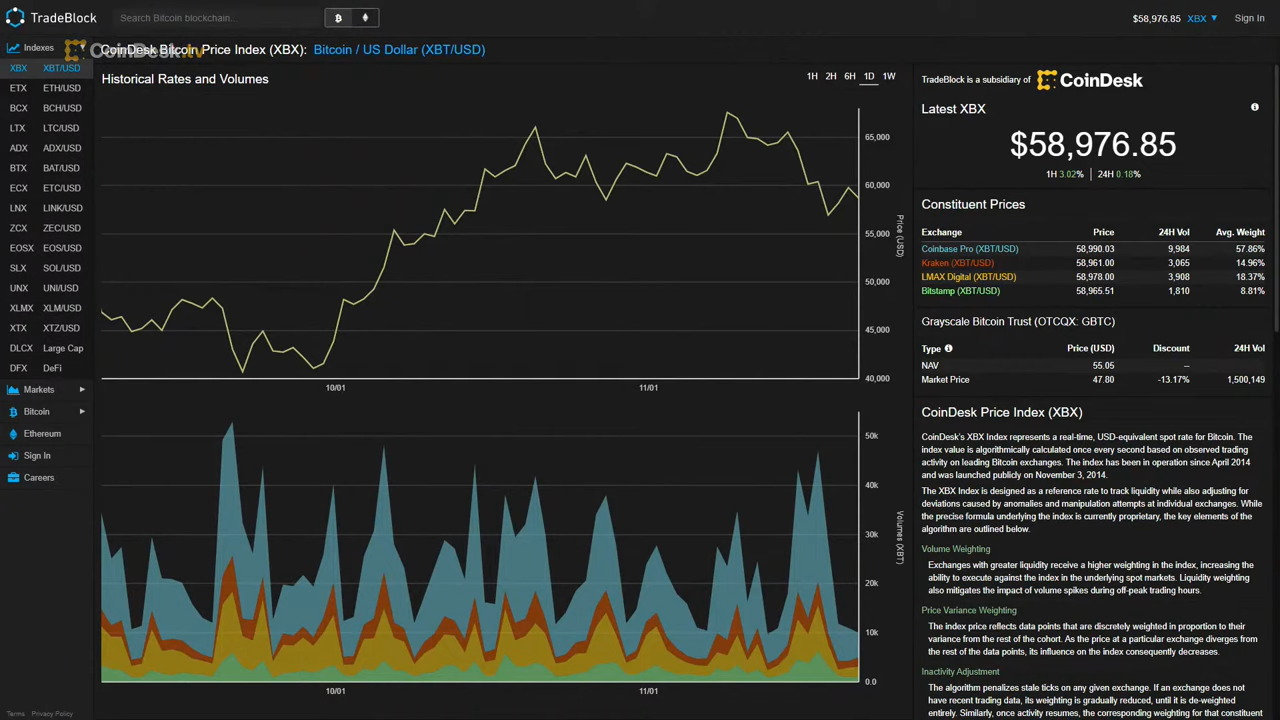 TradeBlock
Search Bitcoin blockchain...
$58,976.85 XBX
Sign In
Indexes
CoinDesk.tv
CoinDesk Bitcoin Price Index (XBX): Bitcoin / US Dollar (XBT/USD)
XBX XBT/USD
ETX ETH/USD
BCX BCH/USD
LTX LTC/USD
ADX ADX/USD
BTX BAT/USD
ECX ETC/USD
LNX LINK/USD
ZCX ZEC/USD
EOSX EOS/USD
SLX SOL/USD
UNX UNI/USD
XLMX XLM/USD
XTX XTZ/USD
DLCX Large Cap
DFX DeFi
Markets
Bitcoin
Ethereum
Sign In
Careers
Terms Privacy Policy
Historical Rates and Volumes
1H 2H 6H 1D 1W
65,000
60,000
55,000
50,000
45,000
40,000
Price (USD)
10/01 11/01
50k
40k
30k
20k
10k
0.0
Volumes (XBT)
10/01 11/01
TradeBlock is a subsidiary of CoinDesk
Latest XBX
$58,976.85
1H 3.02% 24H 0.18%
Constituent Prices
Exchange Price 24H Vol Avg. Weight
Coinbase Pro (XBT/USD) 58,990.03 9,984 57.86%
Kraken (XBT/USD) 58,961.00 3,065 14.96%
LMAX Digital (XBT/USD) 58,978.00 3,908 18.37%
Bitstamp (XBT/USD) 58,965.51 1,810 8.81%
Grayscale Bitcoin Trust (OTCQX: GBTC)
Type Price (USD) Discount 24H Vol
NAV 55.05 –
Market Price 47.80 -13.17% 1,500,149
CoinDesk Price Index (XBX)
CoinDesk's XBX Index represents a real-time, USD-equivalent spot rate for Bitcoin. The
index value is algorithmically calculated once every second based on observed trading
activity on leading Bitcoin exchanges. The index has been in operation since April 2014
and was launched publicly on November 3, 2014.
The XBX Index is designed as a reference rate to track liquidity while also adjusting for
deviations caused by anomalies and manipulation attempts at individual exchanges. While
the precise formula underlying the index is currently proprietary, the key elements of the
algorithm are outlined below.
Volume Weighting
Exchanges with greater liquidity receive a higher weighting in the index, increasing the
ability to execute against the index in the underlying spot markets. Liquidity weighting
also mitigates the impact of volume spikes during off-peak trading hours.
Price Variance Weighting
The index price reflects data points that are discretely weighted in proportion to their
variance from the rest of the cohort. As the price at a particular exchange diverges from
the rest of the data points, its influence on the index consequently decreases.
Inactivity Adjustment
The algorithm penalizes stale ticks on any given exchange. If an exchange does not
have recent trading data, its weighting is gradually reduced, until it is de-weighted
entirely. Similarly, once activity resumes, the corresponding weighting for that constituent